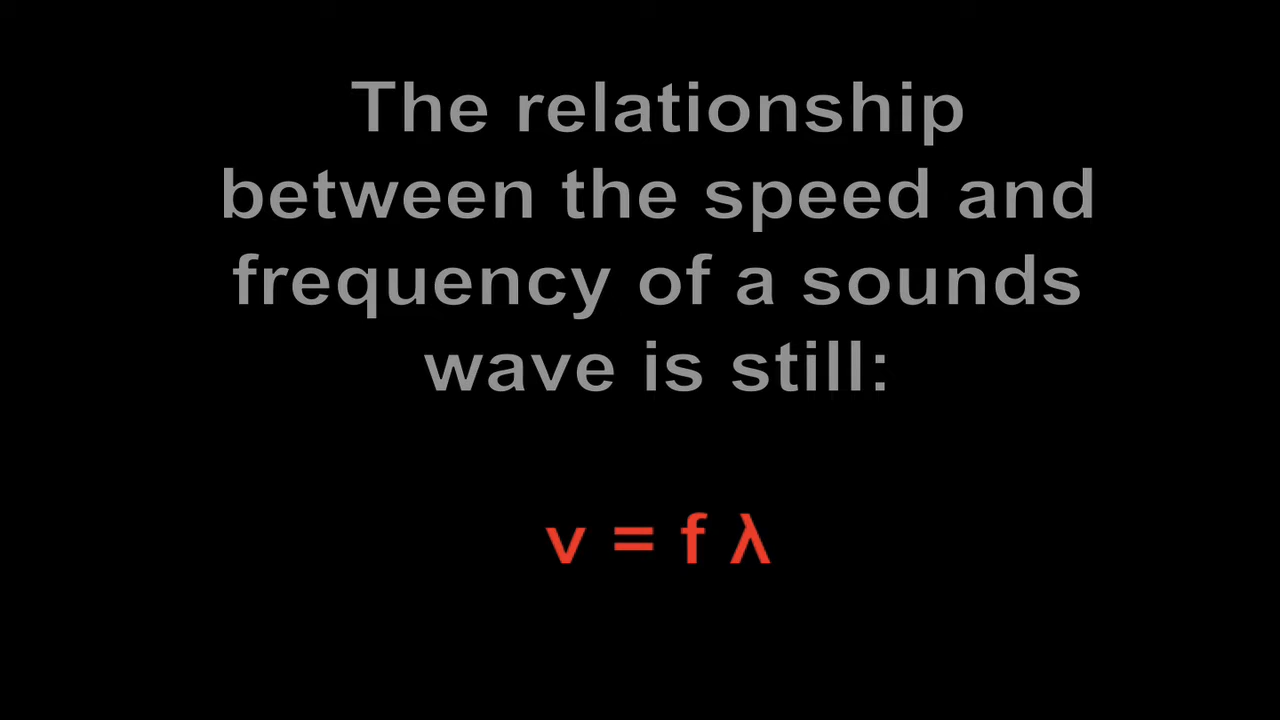 The relationship
between the speed and
frequency of a sounds
wave is still:
v = f λ